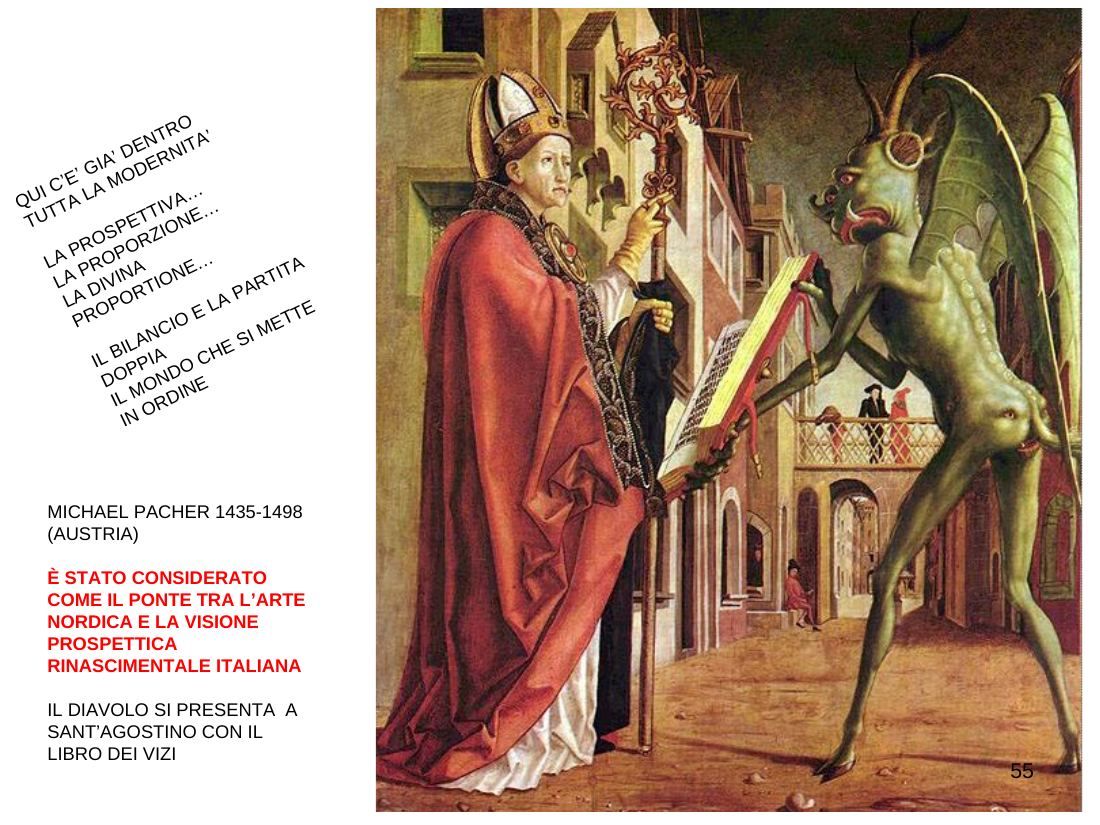 QUI C'E' GIA' DENTRO
TUTTA LA MODERNITA'
LA PROSPETTIVA…
LA PROPORZIONE…
LA DIVINA
PROPORTIONE…
IL BILANCIO E LA PARTITA
DOPPIA
IL MONDO CHE SI METTE
IN ORDINE
MICHAEL PACHER 1435-1498
(AUSTRIA)
È STATO CONSIDERATO
COME IL PONTE TRA L'ARTE
NORDICA E LA VISIONE
PROSPETTICA
RINASCIMENTALE ITALIANA
IL DIAVOLO SI PRESENTA  A
SANT'AGOSTINO CON IL
LIBRO DEI VIZI
55